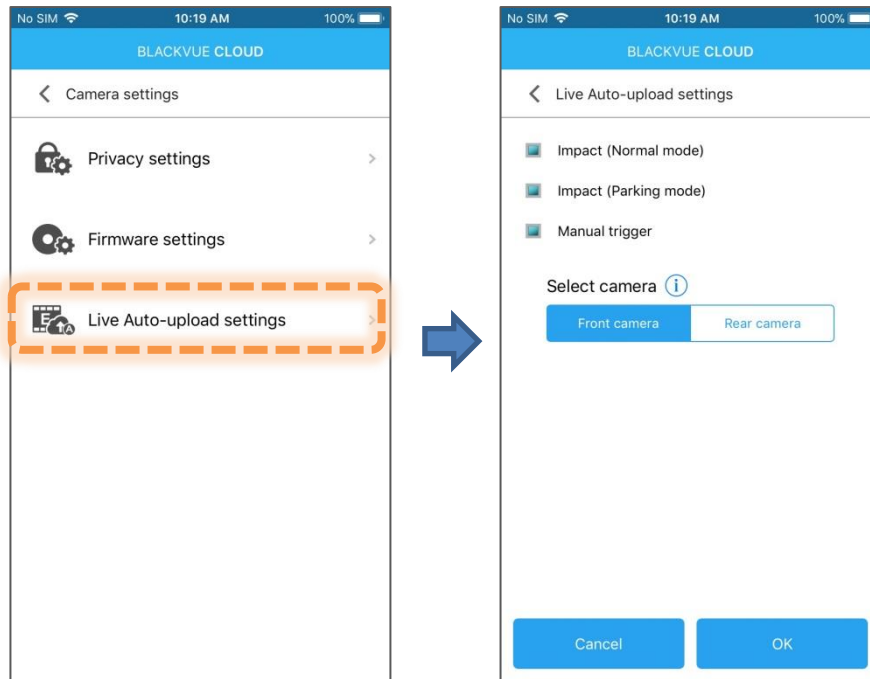 No SIM 10:19 AM 100%
BLACKVUE CLOUD
Camera settings
Privacy settings
Firmware settings
Live Auto-upload settings
No SIM 10:19 AM 100%
BLACKVUE CLOUD
Live Auto-upload settings
Impact (Normal mode)
Impact (Parking mode)
Manual trigger
Select camera i
Front camera Rear camera
Cancel OK